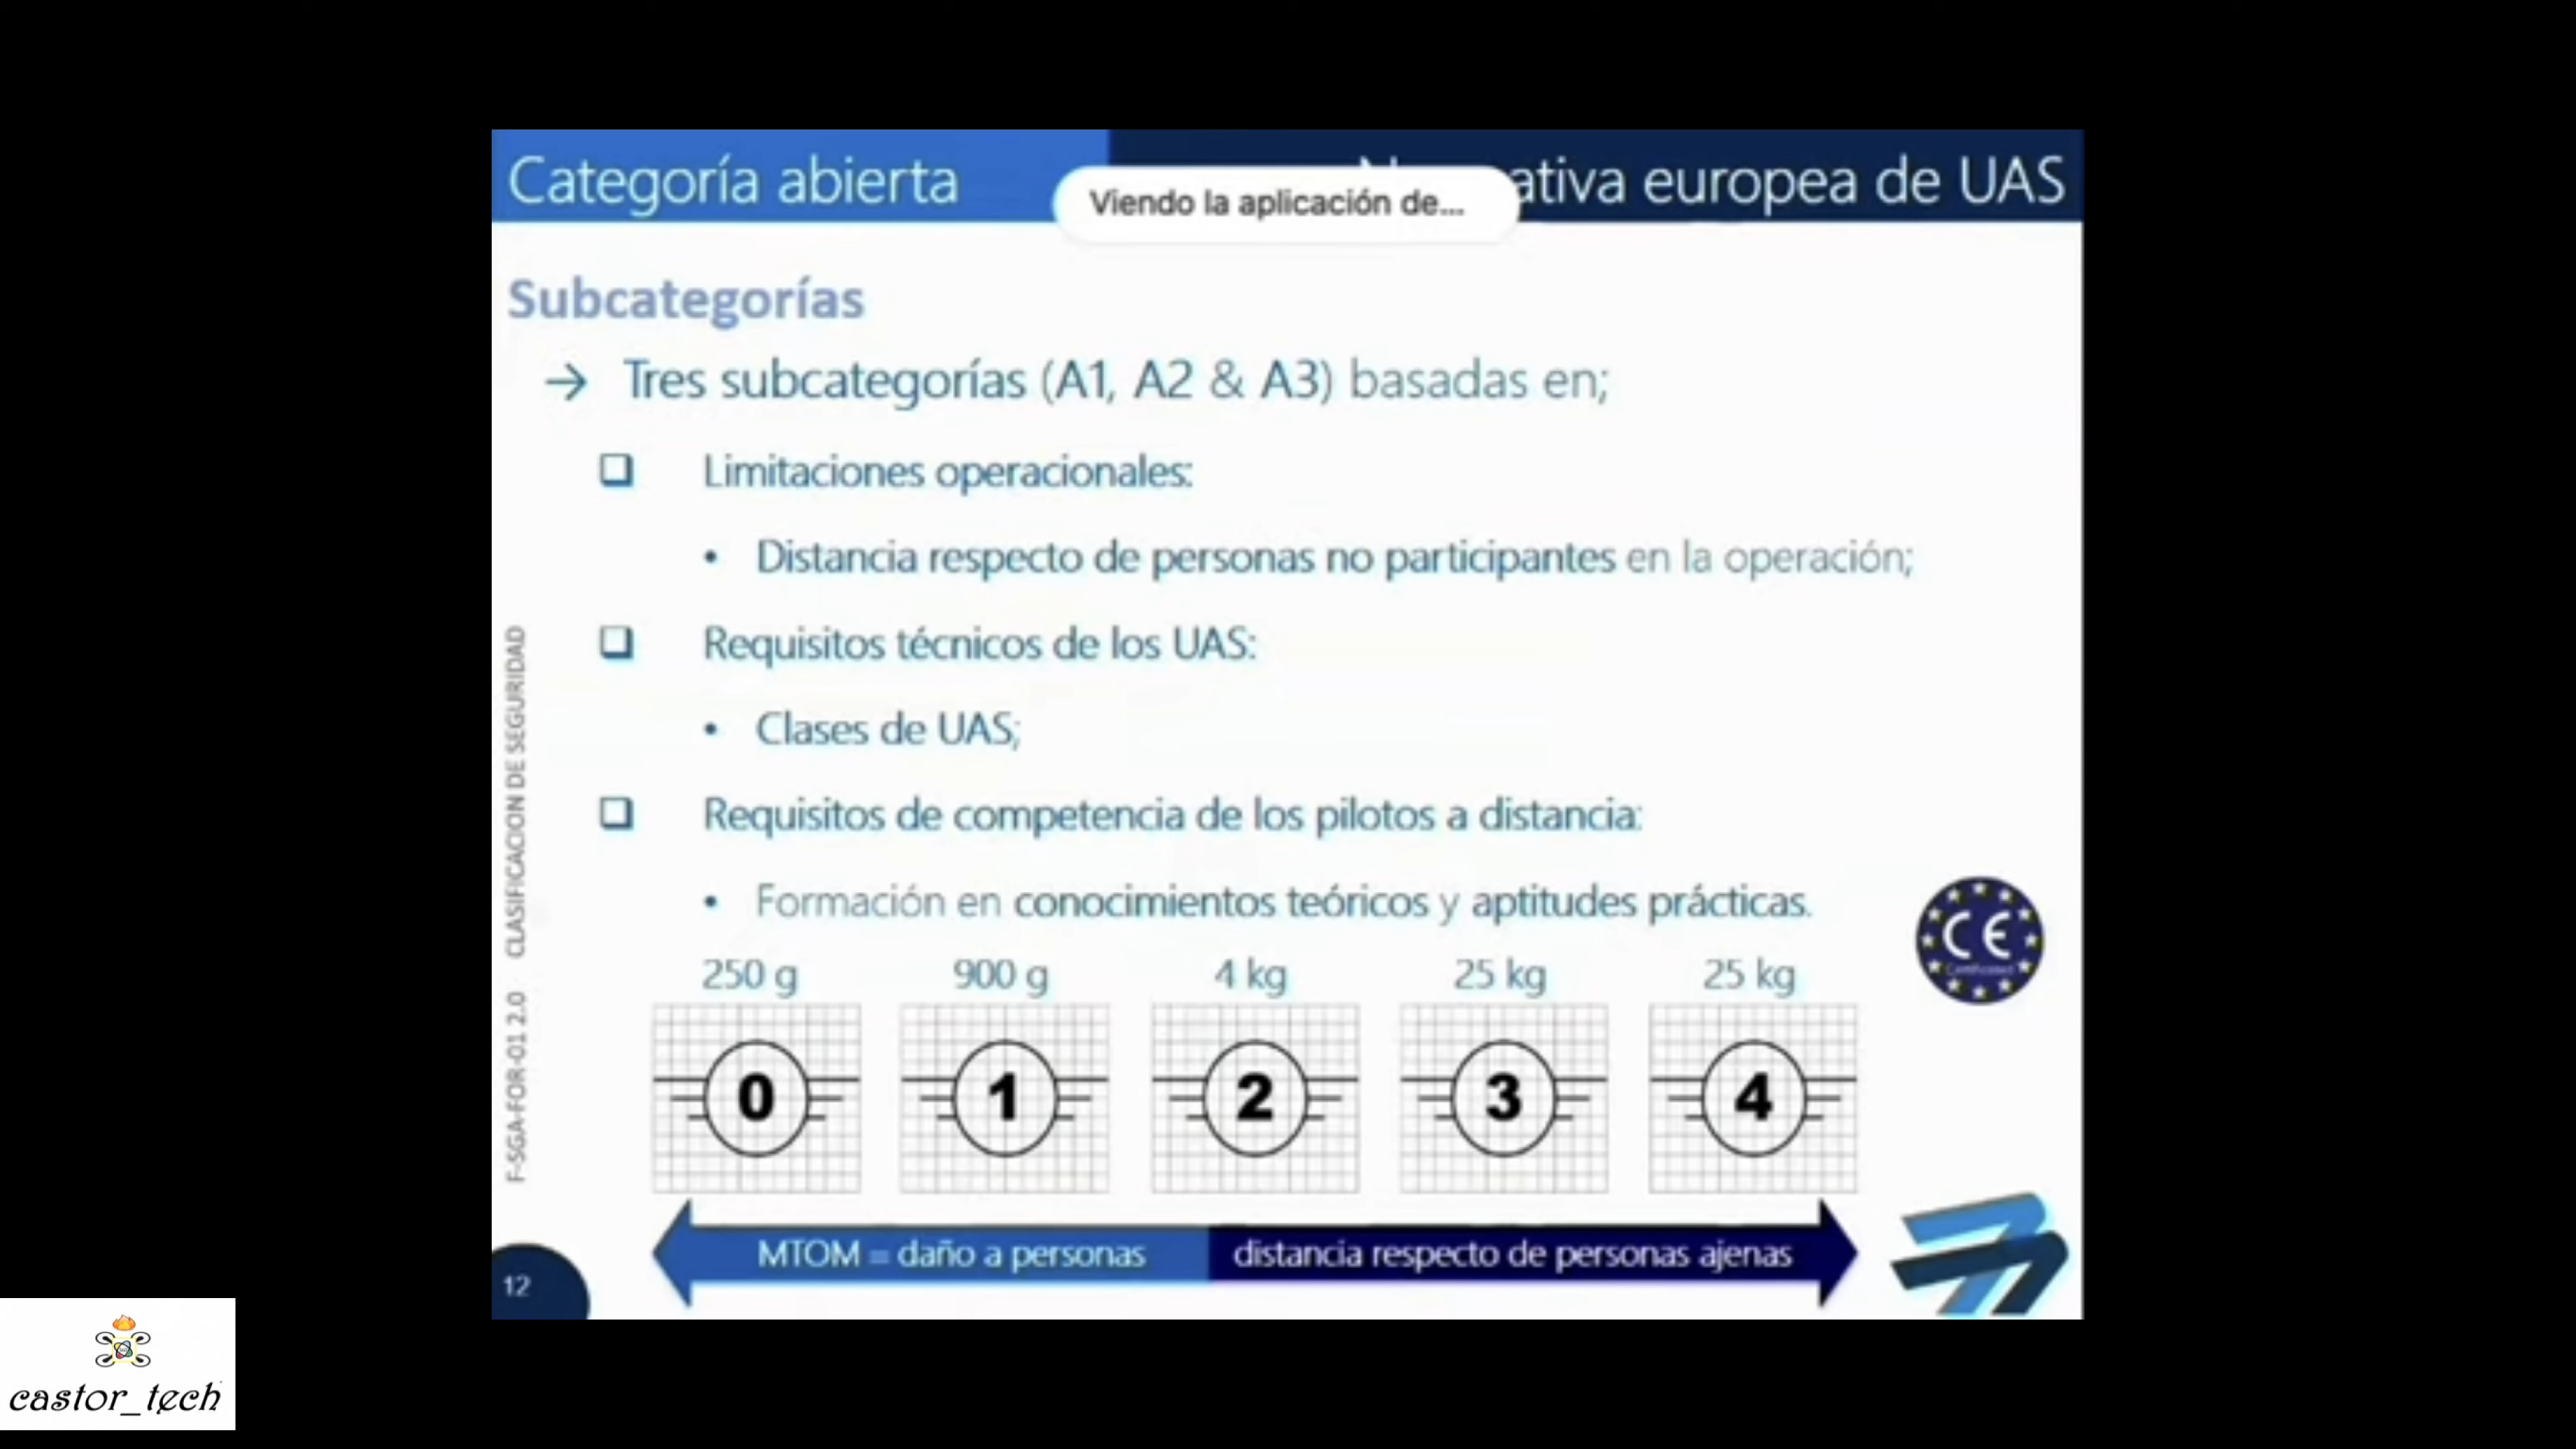 Categoría abierta
ativa europea de UAS
Viendo la aplicación de...
Subcategorías
→ Tres subcategorías (A1, A2 & A3) basadas en;
❑ Limitaciones operacionales:
• Distancia respecto de personas no participantes en la operación;
❑ Requisitos técnicos de los UAS:
• Clases de UAS;
❑ Requisitos de competencia de los pilotos a distancia:
• Formación en conocimientos teóricos y aptitudes prácticas.
250 g 900 g 4 kg 25 kg 25 kg
0 1 2 3 4
CE
MTOM = daño a personas
distancia respecto de personas ajenas
F-SGA-FOR-01 2.0 CLASIFICACION DE SEGURIDAD
12
castor_tech